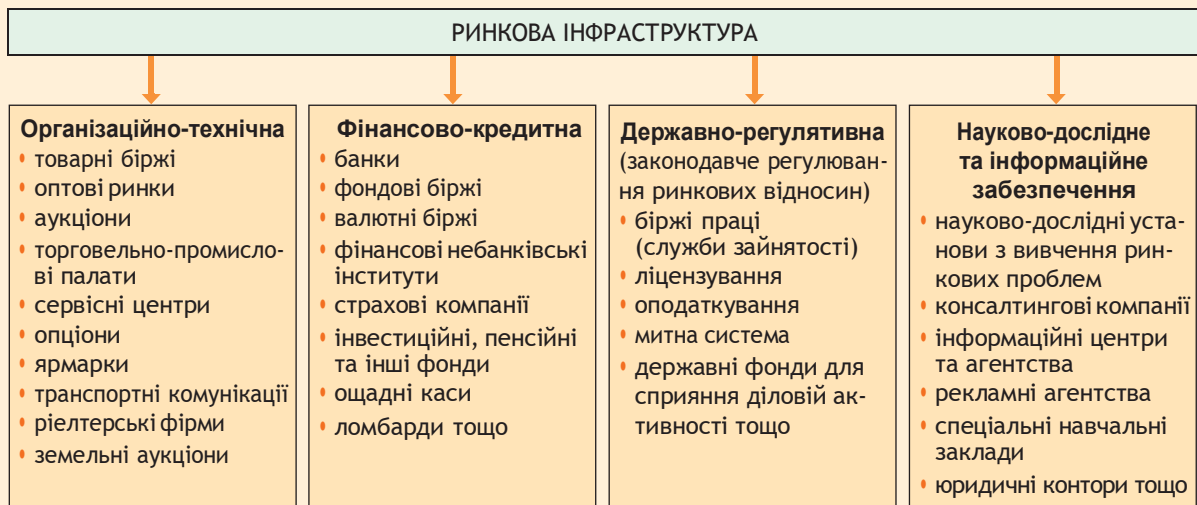 РИНКОВА ІНФРАСТРУКТУРА
Організаційно-технічна
• товарні біржі
• оптові ринки
• аукціони
• торговельно-промисло-
ві палати
• сервісні центри
• опціони
• ярмарки
• транспортні комунікації
• ріелтерські фірми
• земельні аукціони
Фінансово-кредитна
• банки
• фондові біржі
• валютні біржі
• фінансові небанківські
інститути
• страхові компанії
• інвестиційні, пенсійні
та інші фонди
• ощадні каси
• ломбарди тощо
Державно-регулятивна
(законодавче регулюван-
ня ринкових відносин)
• біржі праці
(служби зайнятості)
• ліцензування
• оподаткування
• митна система
• державні фонди для
сприяння діловій ак-
тивності тощо
Науково-дослідне
та інформаційне
забезпечення
• науково-дослідні уста-
нови з вивчення рин-
кових проблем
• консалтингові компанії
• інформаційні центри
та агентства
• рекламні агентства
• спеціальні навчальні
заклади
• юридичні контори тощо